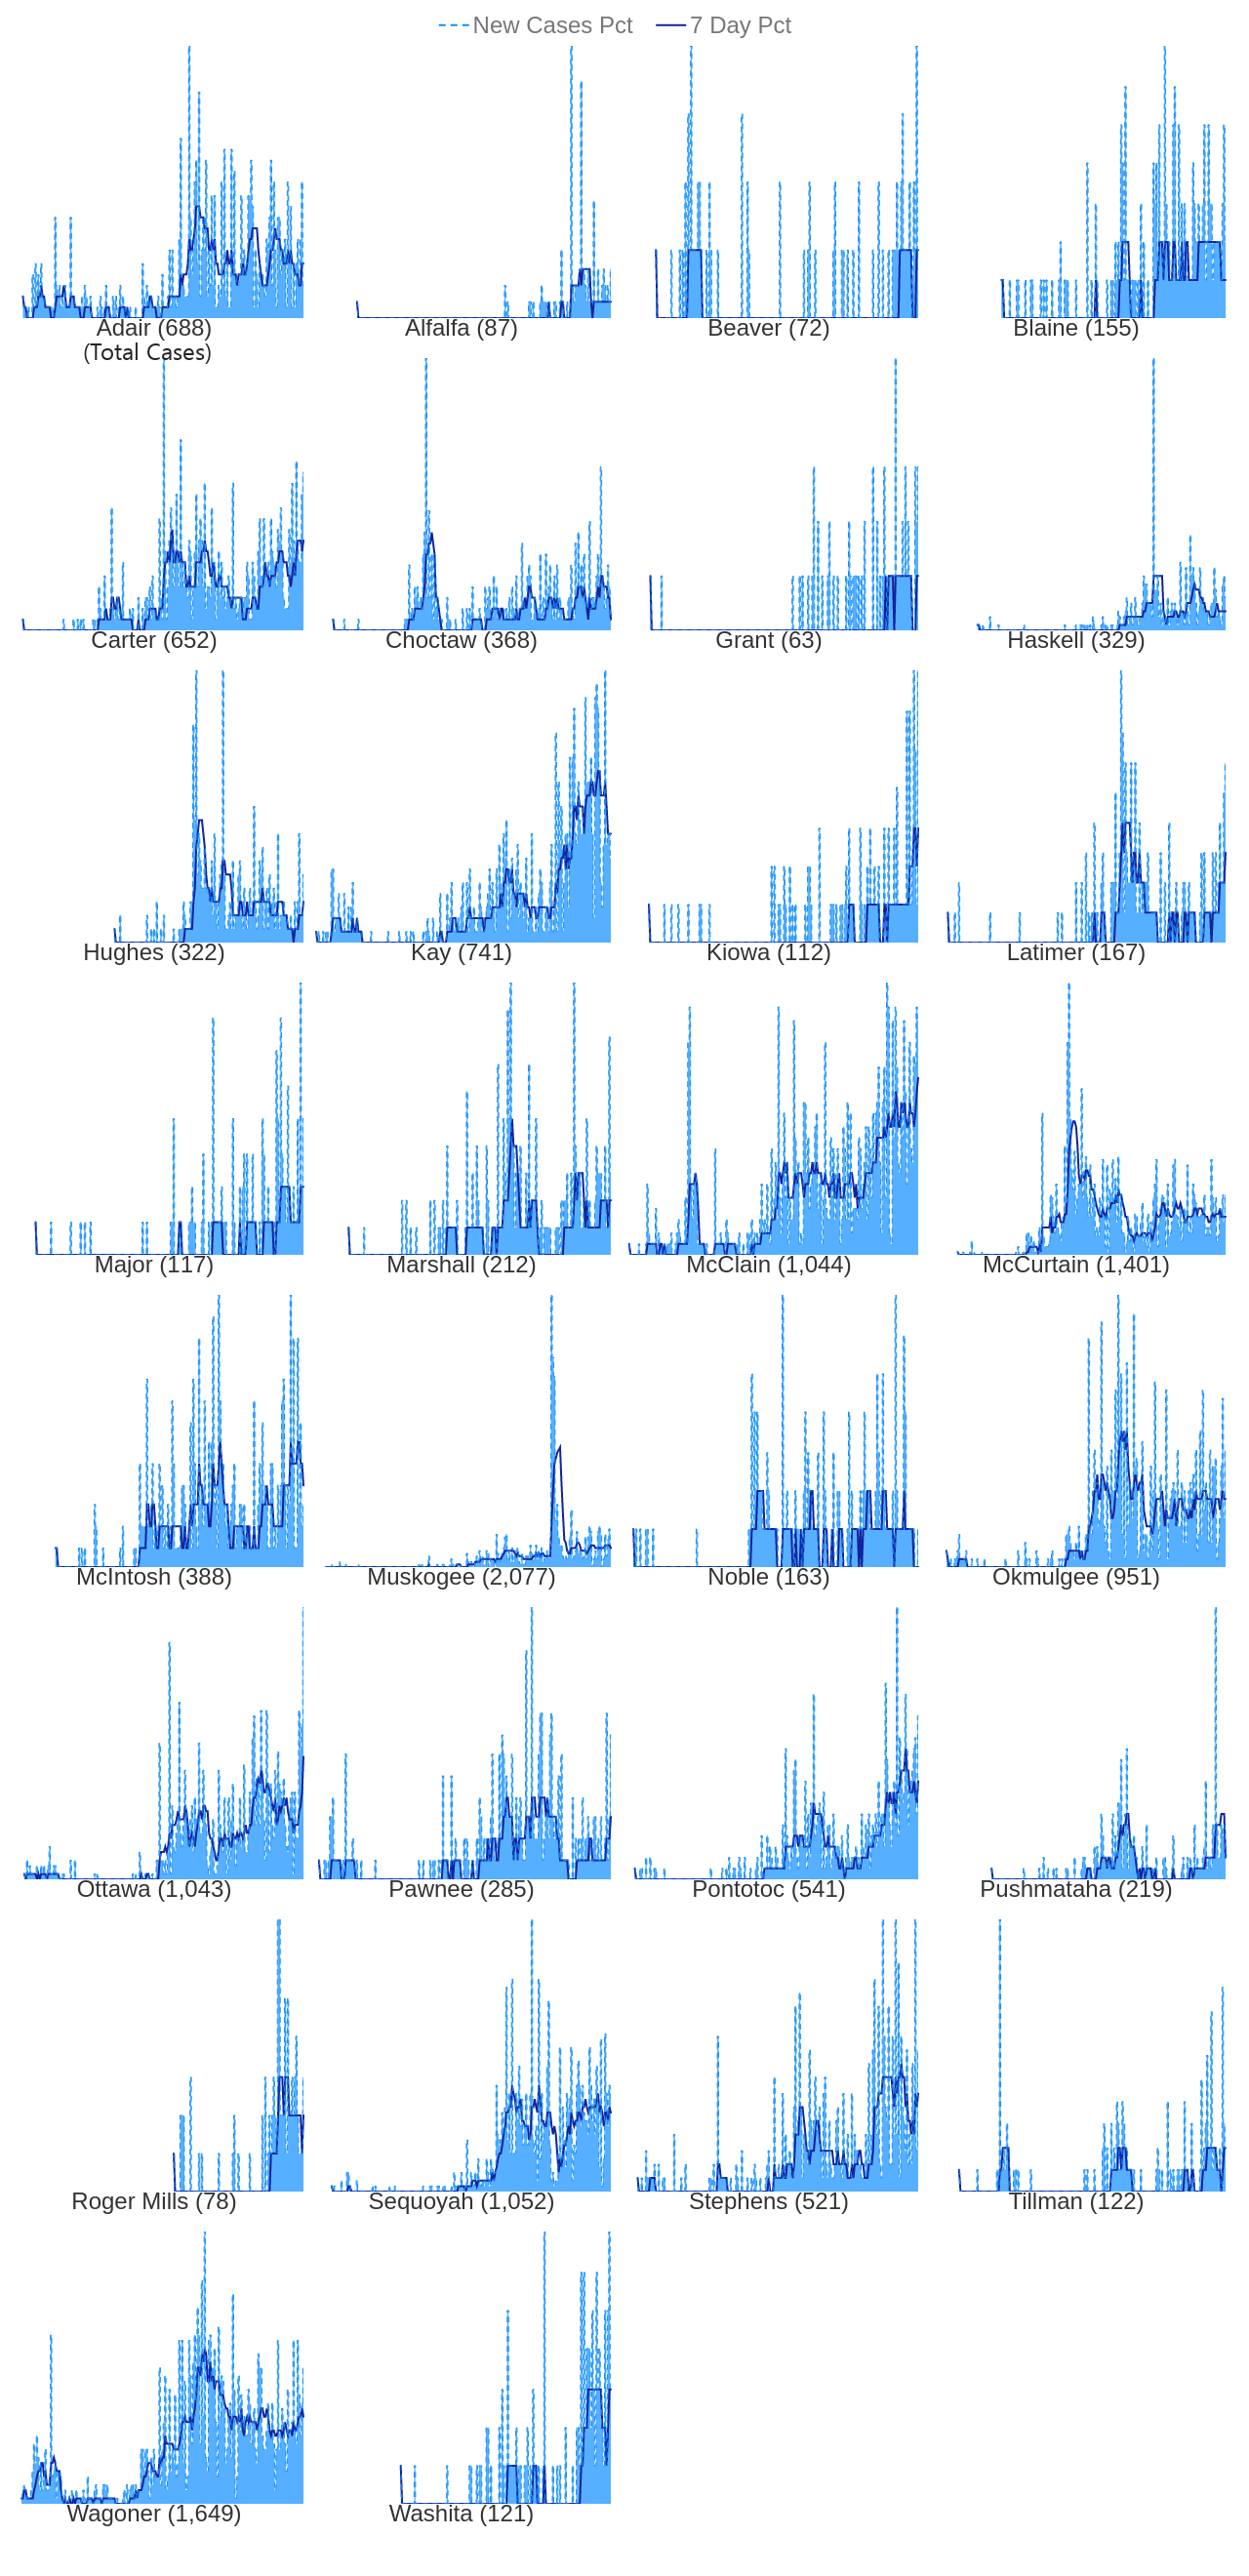 New Cases Pct 7 Day Pct
Adair (688) Alfalfa (87) Beaver (72) Blaine (155)
(Total Cases)
Carter (652) Choctaw (368) Grant (63) Haskell (329)
Hughes (322) Kay (741) Kiowa (112) Latimer (167)
Major (117) Marshall (212) McClain (1,044) McCurtain (1,401)
McIntosh (388) Muskogee (2,077) Noble (163) Okmulgee (951)
Ottawa (1,043) Pawnee (285) Pontotoc (541) Pushmataha (219)
Roger Mills (78) Sequoyah (1,052) Stephens (521) Tillman (122)
Wagoner (1,649) Washita (121)